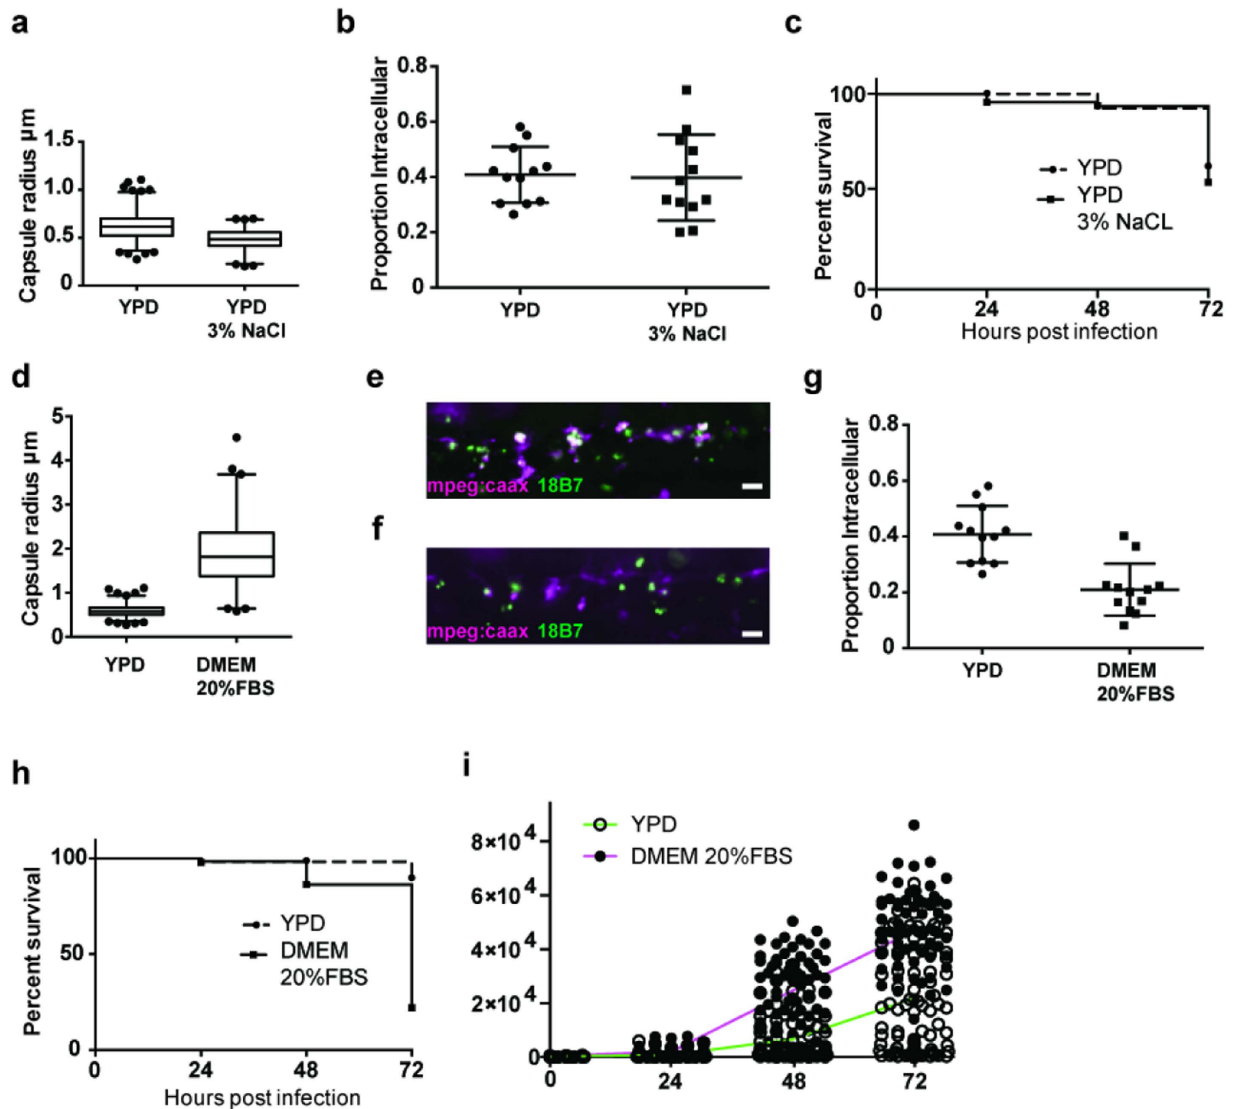 a
Capsule radius µm
1.5
1.0
0.5
0
YPD
YPD
3% NaCl
b
Proportion Intracellular
0.8
0.6
0.4
0.2
0
YPD
YPD
3% NaCl
c
Percent survival
100
50
0
YPD
YPD
3% NaCL
0
24
48
72
Hours post infection
d
Capsule radius µm
5
4
3
2
1
0
YPD
DMEM
20%FBS
e
mpeg:caax 18B7
f
mpeg:caax 18B7
g
Proportion Intracellular
0.8
0.6
0.4
0.2
0
YPD
DMEM
20%FBS
h
Percent survival
100
50
0
YPD
DMEM
20%FBS
0
24
48
72
Hours post infection
i
8×10⁴
6×10⁴
4×10⁴
2×10⁴
0
YPD
DMEM 20%FBS
0
24
48
72